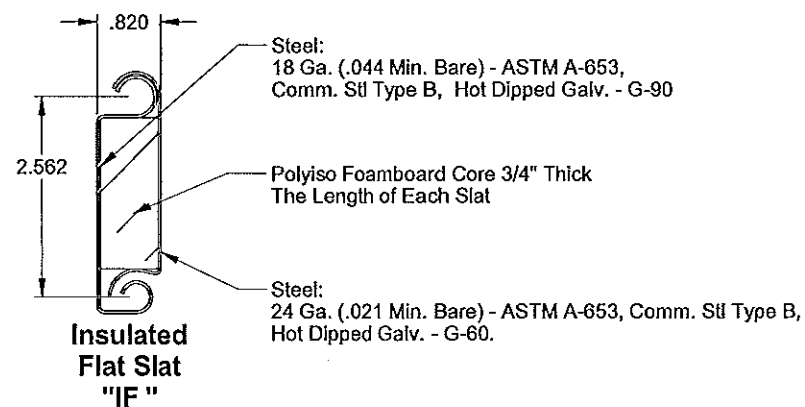 .820
Steel:
18 Ga. (.044 Min. Bare) - ASTM A-653,
Comm. Stl Type B, Hot Dipped Galv. - G-90
2.562
Polyiso Foamboard Core 3/4" Thick
The Length of Each Slat
Steel:
24 Ga. (.021 Min. Bare) - ASTM A-653, Comm. Stl Type B,
Hot Dipped Galv. - G-60.
Insulated
Flat Slat
"IF "